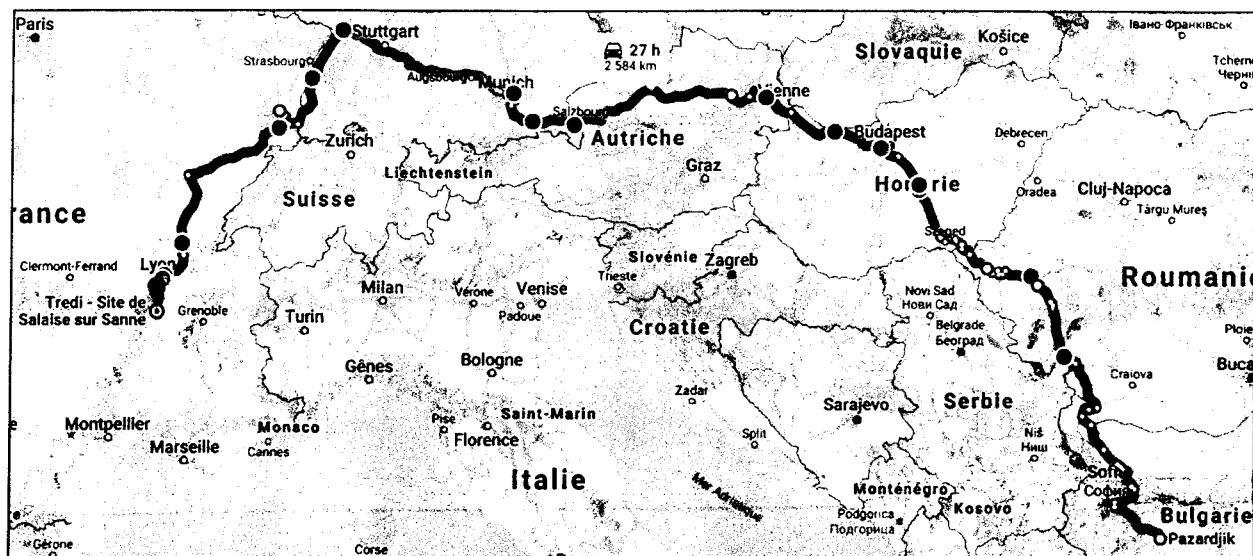 Paris
Stuttgart
Strasbourg
Augsbourg
Munich
27 h
2 584 km
Salzbourg
Vienne
Slovaquie
Košice
Івано-Франківськ
Tcherni
Черні
Zurich
Liechtenstein
Autriche
Graz
Budapest
Debrecen
Hongrie
Oradea
Cluj-Napoca
Târgu Mureș
Suisse
rance
Szeged
Clermont-Ferrand
Lyon
Tredi - Site de
Salaise sur Sanne
Grenoble
Milan
Turin
Vérone
Venise
Padoue
Trieste
Slovénie
Zagreb
Croatie
Novi Sad
Нови Сад
Belgrade
Београд
Roumanie
Ploie
Buca
Craiova
Gênes
Bologne
Zadar
Sarajevo
Serbie
Montpellier
Marseille
Monaco
Cannes
Pise
Florence
Saint-Marin
Split
Niš
Ниш
Sofia
София
Italie
Mer Adriatique
Monténégro
Kosovo
Podgorica
Подгорица
Bulgarie
Pazardjik
Gérone
Corse